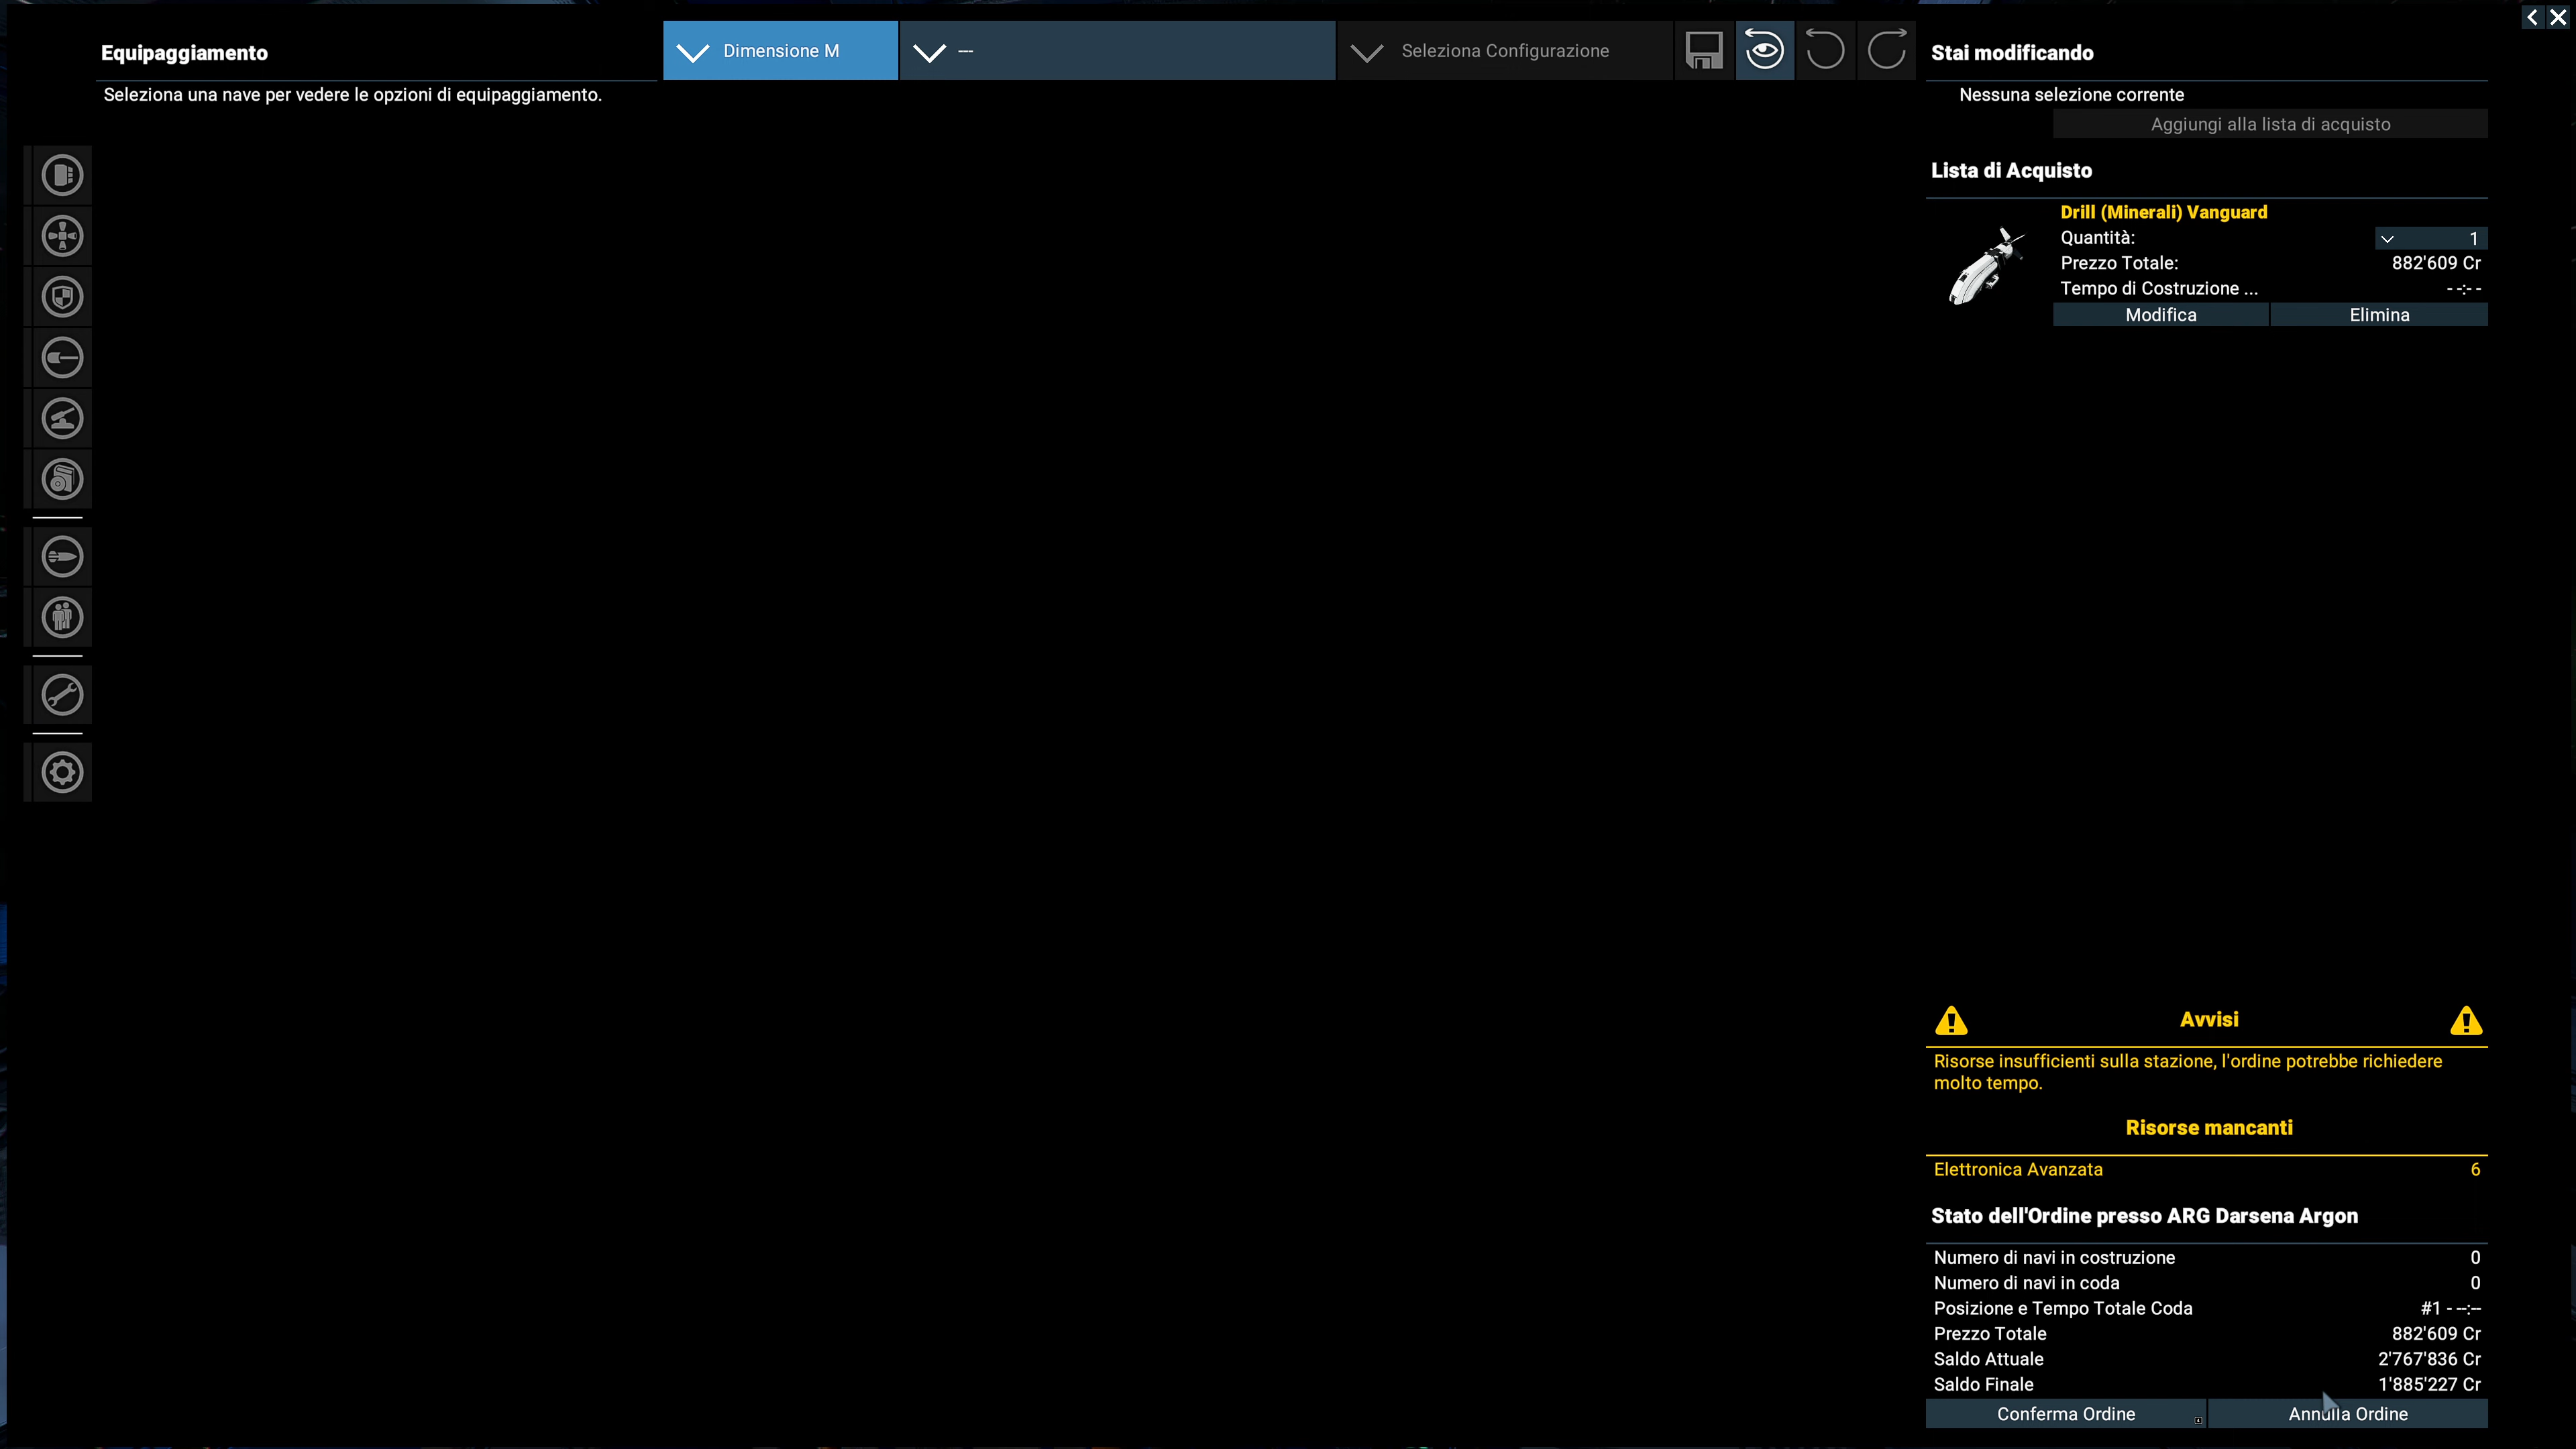 Equipaggiamento
Seleziona una nave per vedere le opzioni di equipaggiamento.
Dimensione M
---
Seleziona Configurazione
Stai modificando
Nessuna selezione corrente
Aggiungi alla lista di acquisto
Lista di Acquisto
Drill (Minerali) Vanguard
Quantità: 1
Prezzo Totale: 882'609 Cr
Tempo di Costruzione ... --:--
Modifica Elimina
Avvisi
Risorse insufficienti sulla stazione, l'ordine potrebbe richiedere
molto tempo.
Risorse mancanti
Elettronica Avanzata 6
Stato dell'Ordine presso ARG Darsena Argon
Numero di navi in costruzione 0
Numero di navi in coda 0
Posizione e Tempo Totale Coda #1 - --:--
Prezzo Totale 882'609 Cr
Saldo Attuale 2'767'836 Cr
Saldo Finale 1'885'227 Cr
Conferma Ordine Annulla Ordine